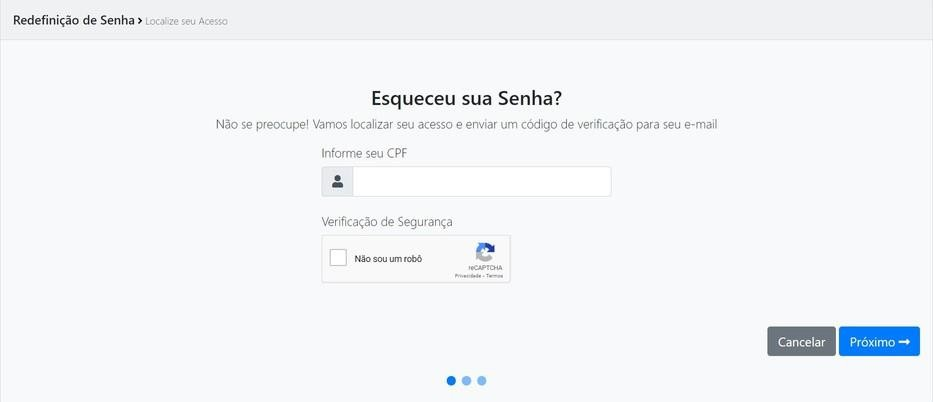 Redefinição de Senha > Localize seu Acesso
Esqueceu sua Senha?
Não se preocupe! Vamos localizar seu acesso e enviar um código de verificação para seu e-mail
Informe seu CPF
Verificação de Segurança
Não sou um robô
reCAPTCHA
Privacidade - Termos
Cancelar
Próximo →